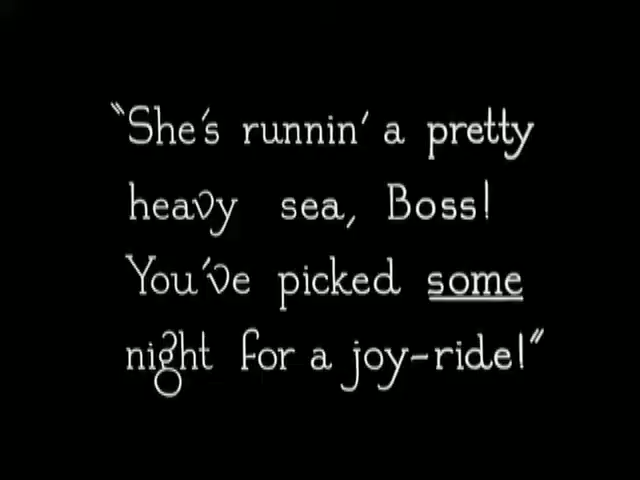 "She's runnin' a pretty
heavy sea, Boss!
You've picked some
night for a joy-ride!"